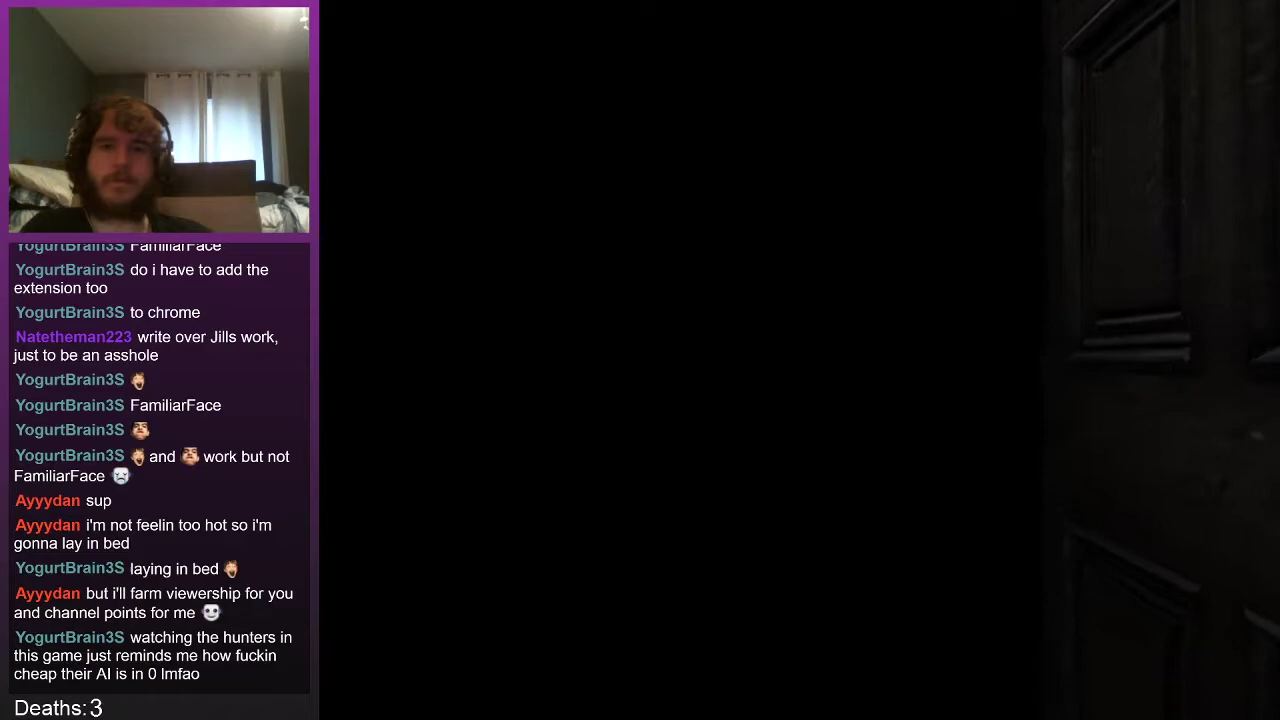 YogurtBrain3S FamiliarFace
YogurtBrain3S do i have to add the
extension too
YogurtBrain3S to chrome
Natetheman223 write over Jills work,
just to be an asshole
YogurtBrain3S
YogurtBrain3S FamiliarFace
YogurtBrain3S
YogurtBrain3S and work but not
FamiliarFace
Ayyydan sup
Ayyydan i'm not feelin too hot so i'm
gonna lay in bed
YogurtBrain3S laying in bed
Ayyydan but i'll farm viewership for you
and channel points for me
YogurtBrain3S watching the hunters in
this game just reminds me how fuckin
cheap their AI is in 0 lmfao
Deaths:3